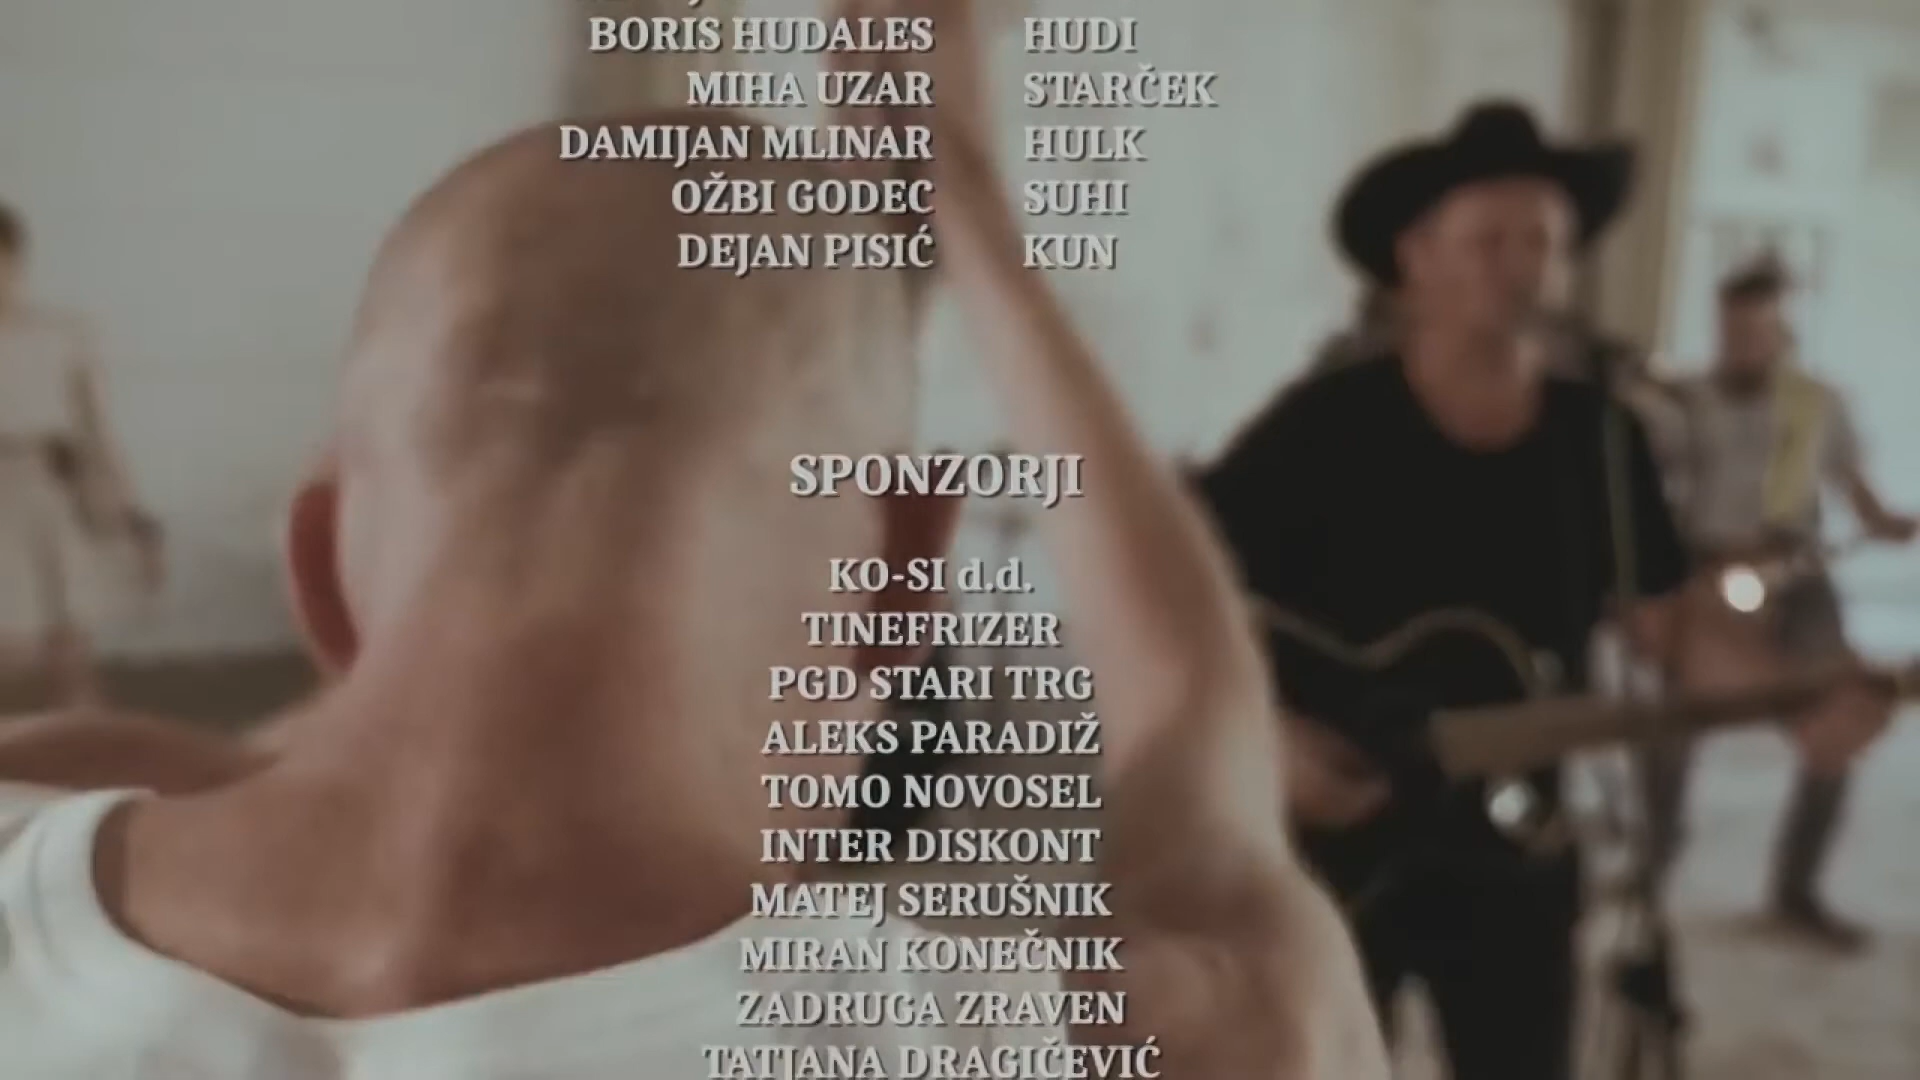 BORIS HUDALES HUDI
MIHA UZAR STARČEK
DAMIJAN MLINAR HULK
OŽBI GODEC SUHI
DEJAN PISIĆ KUN
SPONZORJI
KO-SI d.d.
TINEFRIZER
PGD STARI TRG
ALEKS PARADIŽ
TOMO NOVOSEL
INTER DISKONT
MATEJ SERUŠNIK
MIRAN KONEČNIK
ZADRUGA ZRAVEN
TATJANA DRAGIČEVIĆ